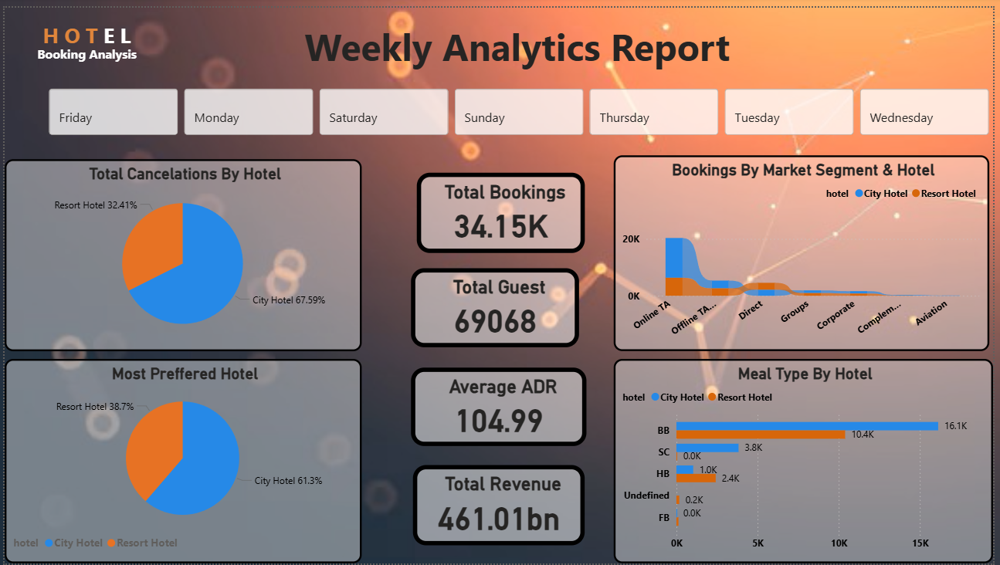 HOTEL
Booking Analysis
Weekly Analytics Report
Friday
Monday
Saturday
Sunday
Thursday
Tuesday
Wednesday
Total Cancelations By Hotel
Resort Hotel 32.41%
City Hotel 67.59%
Total Bookings
34.15K
Total Guest
69068
Average ADR
104.99
Total Revenue
461.01bn
Bookings By Market Segment & Hotel
hotel City Hotel Resort Hotel
20K
0K
Online TA
Offline TA...
Direct
Groups
Corporate
Complem...
Aviation
Most Preffered Hotel
Resort Hotel 38.7%
City Hotel 61.3%
hotel City Hotel Resort Hotel
Meal Type By Hotel
hotel City Hotel Resort Hotel
BB
16.1K
10.4K
SC
3.8K
0.0K
HB
1.0K
2.4K
Undefined
0.2K
FB
0.0K
0K
5K
10K
15K